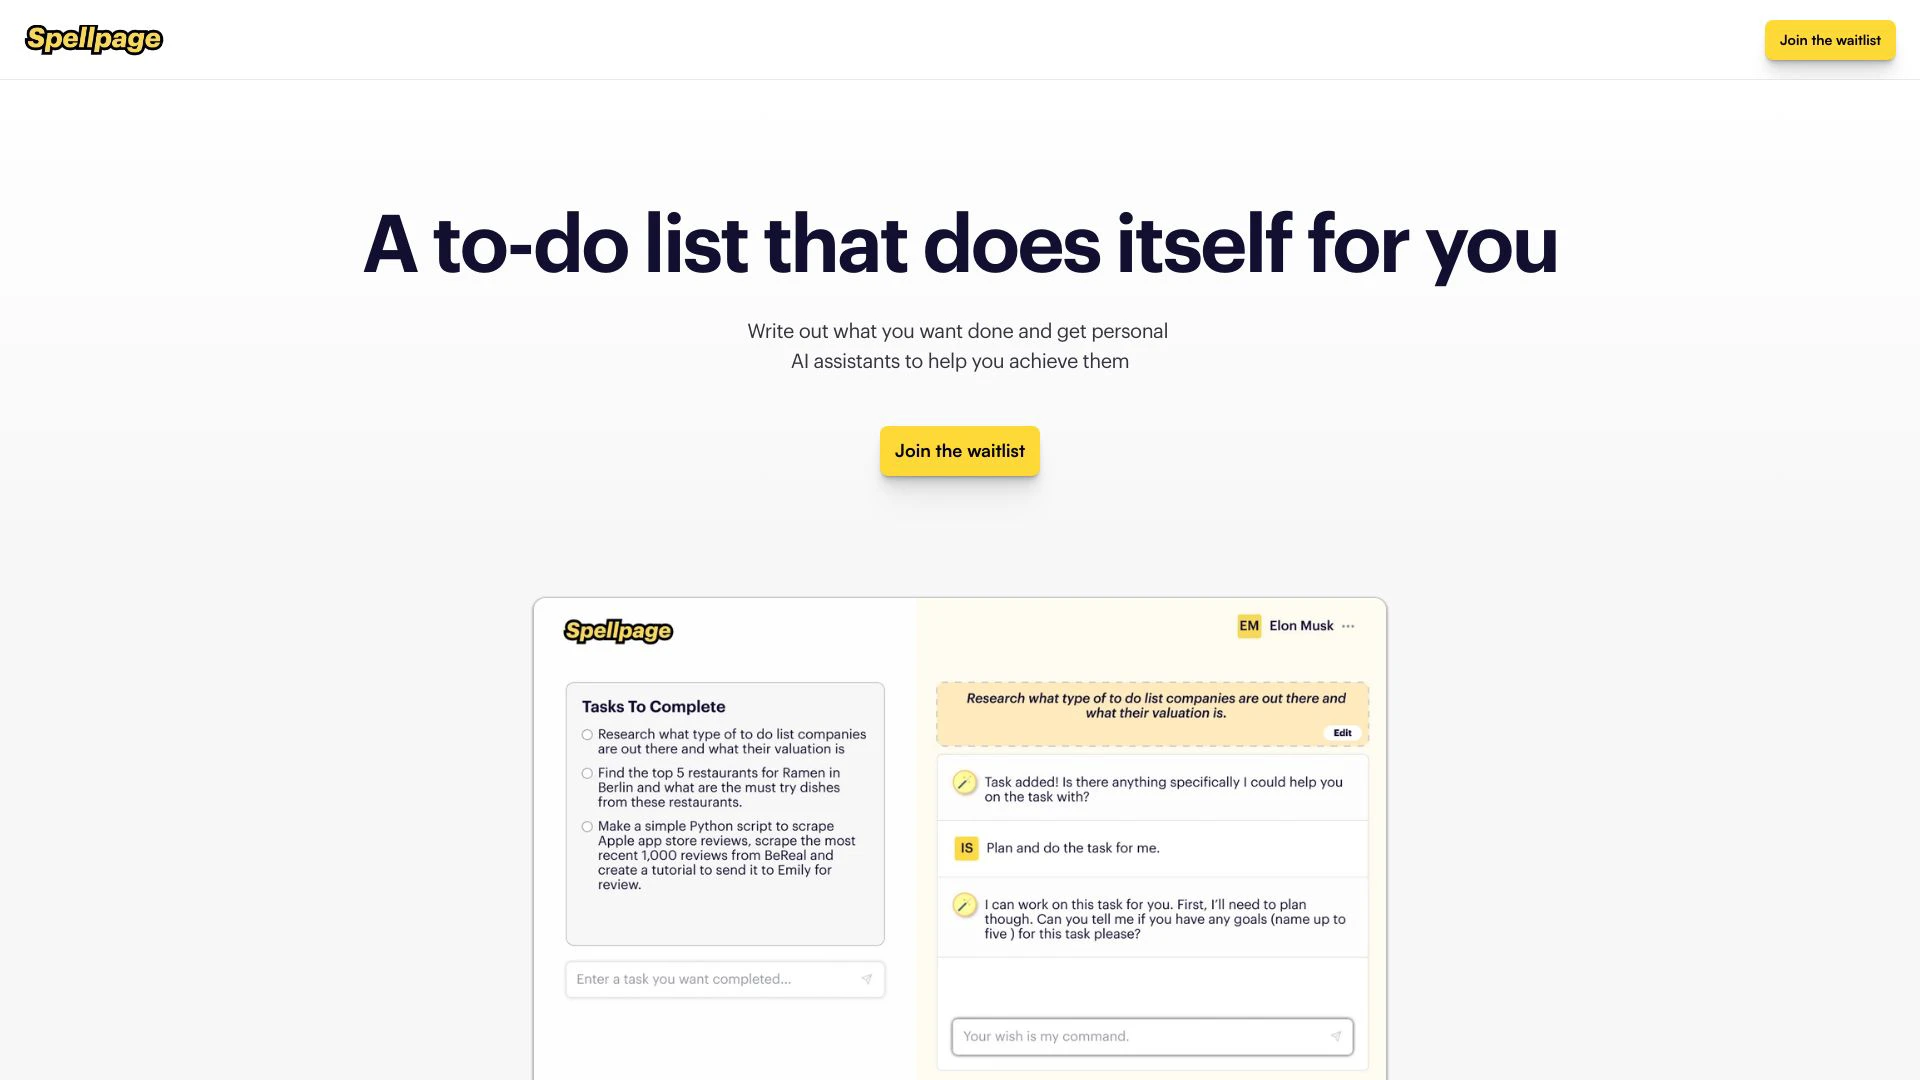 Spellpage
Join the waitlist
A to-do list that does itself for you
Write out what you want done and get personal
AI assistants to help you achieve them
Join the waitlist
Spellpage
Tasks To Complete
Research what type of to do list companies
are out there and what their valuation is
Find the top 5 restaurants for Ramen in
Berlin and what are the must try dishes
from these restaurants.
Make a simple Python script to scrape
Apple app store reviews, scrape the most
recent 1,000 reviews from BeReal and
create a tutorial to send it to Emily for
review.
Enter a task you want completed...
EM Elon Musk ...
Research what type of to do list companies are out there and
what their valuation is.
Edit
Task added! Is there anything specifically I could help you
on the task with?
IS Plan and do the task for me.
I can work on this task for you. First, I'll need to plan
though. Can you tell me if you have any goals (name up to
five ) for this task please?
Your wish is my command.